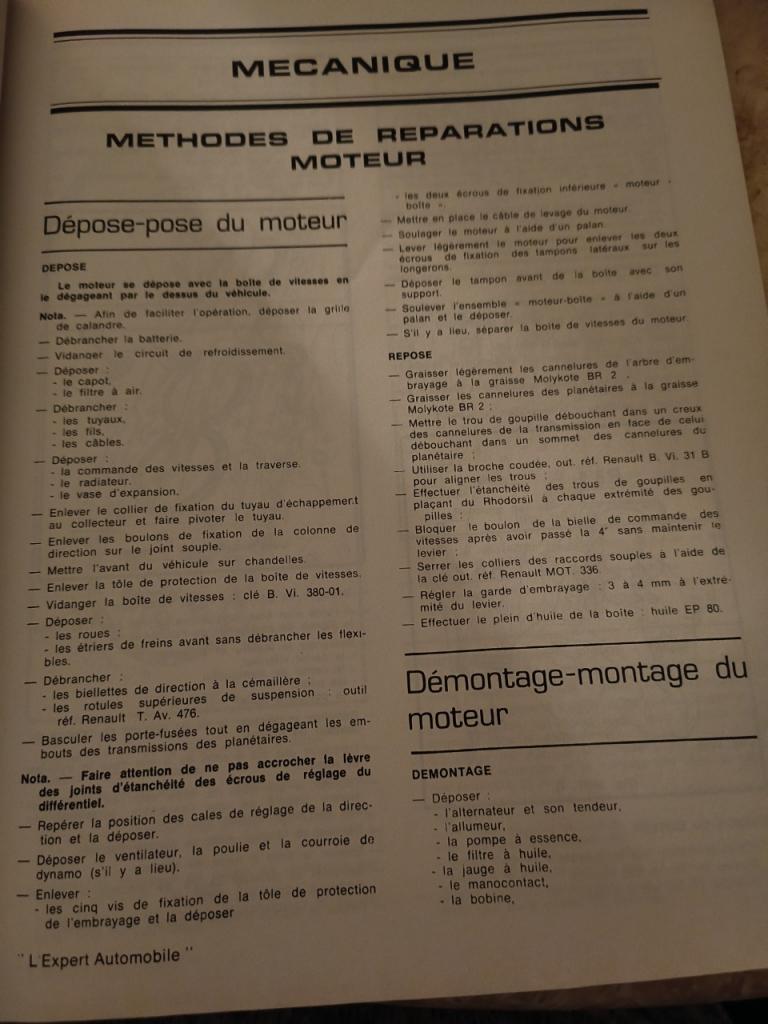 MECANIQUE
METHODES DE REPARATIONS
MOTEUR
Dépose-pose du moteur
DEPOSE
Le moteur se dépose avec la boîte de vitesses en
le dégageant par le dessus du véhicule.
Nota. — Afin de faciliter l'opération, déposer la grille
de calandre.
— Débrancher la batterie.
— Vidanger le circuit de refroidissement.
— Déposer :
- le capot,
- le filtre à air.
— Débrancher :
- les tuyaux,
- les fils,
- les câbles.
— Déposer :
- la commande des vitesses et la traverse.
- le radiateur.
- le vase d'expansion.
— Enlever le collier de fixation du tuyau d'échappement
au collecteur et faire pivoter le tuyau.
— Enlever les boulons de fixation de la colonne de
direction sur le joint souple.
— Mettre l'avant du véhicule sur chandelles.
— Enlever la tôle de protection de la boîte de vitesses.
— Vidanger la boîte de vitesses : clé B. Vi. 380-01.
— Déposer :
- les roues :
- les étriers de freins avant sans débrancher les flexi-
bles.
— Débrancher :
- les biellettes de direction à la cémaillère ;
- les rotules supérieures de suspension : outil
réf. Renault T. Av. 476.
— Basculer les porte-fusées tout en dégageant les em-
bouts des transmissions des planétaires.
Nota. — Faire attention de ne pas accrocher la lèvre
des joints d'étanchéité des écrous de réglage du
différentiel.
— Repérer la position des cales de réglage de la direc-
tion et la déposer.
— Déposer le ventilateur, la poulie et la courroie de
dynamo (s'il y a lieu).
— Enlever :
- les cinq vis de fixation de la tôle de protection
de l'embrayage et la déposer
- les deux écrous de fixation inférieure « moteur -
boîte ».
— Mettre en place le câble de levage du moteur.
— Soulager le moteur à l'aide d'un palan.
— Lever légèrement le moteur pour enlever les deux
écrous de fixation des tampons latéraux sur les
longerons.
— Déposer le tampon avant de la boîte avec son
support.
— Soulever l'ensemble « moteur-boîte » à l'aide d'un
palan et le déposer.
— S'il y a lieu, séparer la boîte de vitesses du moteur.
REPOSE
— Graisser légèrement les cannelures de l'arbre d'em-
brayage à la graisse Molykote BR 2 .
— Graisser les cannelures des planétaires à la graisse
Molykote BR 2 ;
— Mettre le trou de goupille débouchant dans un creux
des cannelures de la transmission en face de celui
débouchant dans un sommet des cannelures du
planétaire ;
— Utiliser la broche coudée, out. réf. Renault B. Vi. 31 B
pour aligner les trous ;
— Effectuer l'étanchéité des trous de goupilles en
plaçant du Rhodorsil à chaque extrémité des gou-
pilles ;
— Bloquer le boulon de la bielle de commande des
vitesses après avoir passé la 4e sans maintenir le
levier ;
— Serrer les colliers des raccords souples à l'aide de
la clé out. réf. Renault MOT. 336.
— Régler la garde d'embrayage : 3 à 4 mm à l'extré-
mité du levier.
— Effectuer le plein d'huile de la boîte : huile EP 80.
Démontage-montage du
moteur
DEMONTAGE
— Déposer :
- l'alternateur et son tendeur,
- l'allumeur,
- la pompe à essence,
- le filtre à huile,
- la jauge à huile,
- le manocontact,
- la bobine,
" L'Expert Automobile "